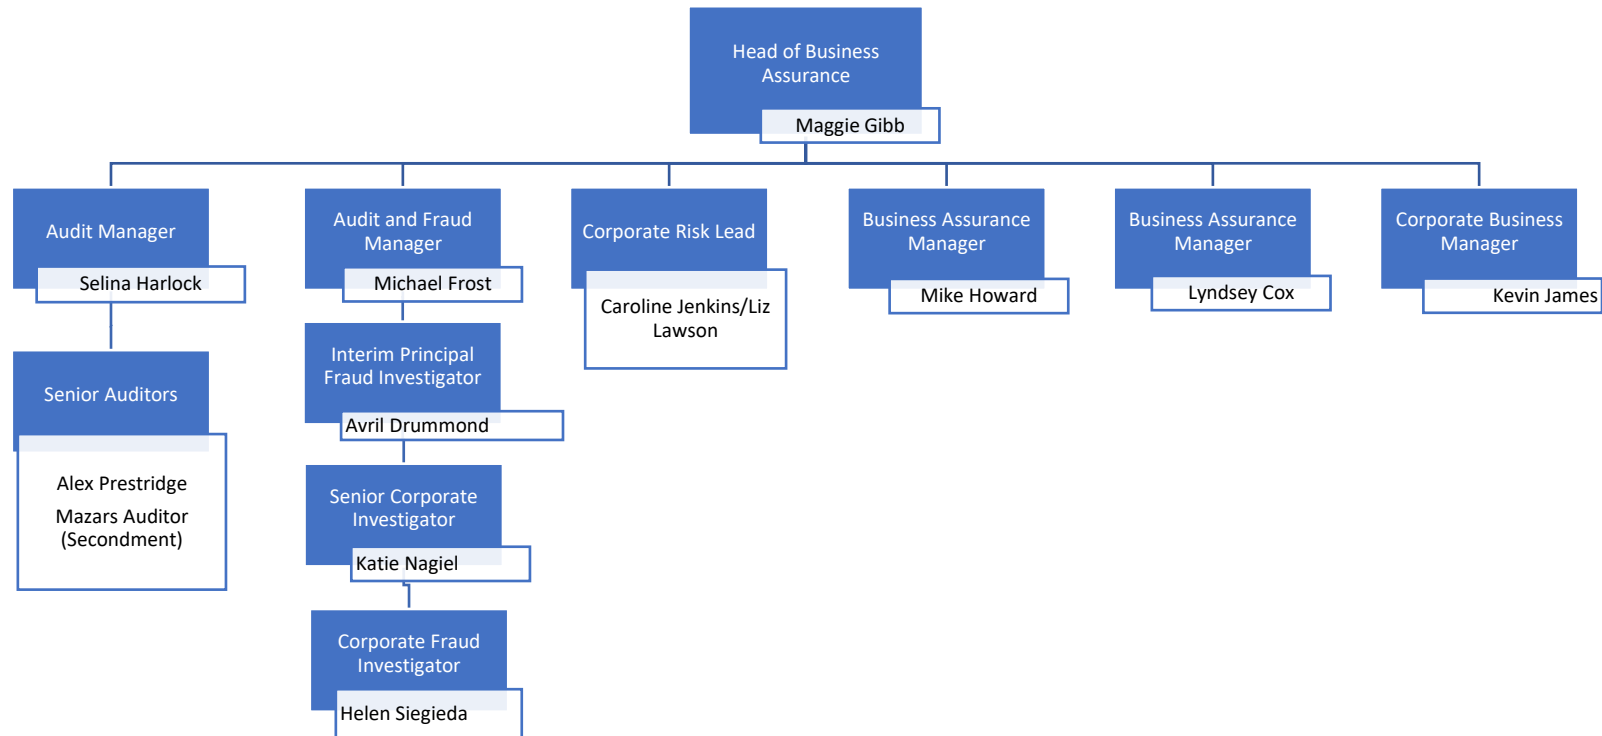 Head of Business
Assurance
Maggie Gibb
Audit Manager
Selina Harlock
Audit and Fraud
Manager
Michael Frost
Corporate Risk Lead
Caroline Jenkins/Liz
Lawson
Business Assurance
Manager
Mike Howard
Business Assurance
Manager
Lyndsey Cox
Corporate Business
Manager
Kevin James
Senior Auditors
Alex Prestridge
Mazars Auditor
(Secondment)
Interim Principal
Fraud Investigator
Avril Drummond
Senior Corporate
Investigator
Katie Nagiel
Corporate Fraud
Investigator
Helen Siegieda